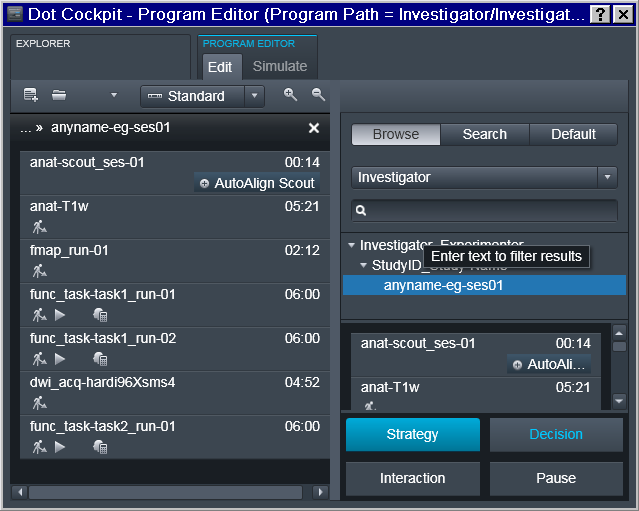 Dot Cockpit - Program Editor (Program Path = Investigator/Investigat...
EXPLORER
PROGRAM EDITOR
Edit
Simulate
Standard
... » anyname-eg-ses01
anat-scout_ses-01 00:14
AutoAlign Scout
anat-T1w 05:21
fmap_run-01 02:12
func_task-task1_run-01 06:00
func_task-task1_run-02 06:00
dwi_acq-hardi96Xsms4 04:52
func_task-task2_run-01 06:00
Browse
Search
Default
Investigator
Investigator_Experimenter
Enter text to filter results
StudyID_Study Name
anyname-eg-ses01
anat-scout_ses-01 00:14
AutoAli...
anat-T1w 05:21
Strategy
Decision
Interaction
Pause